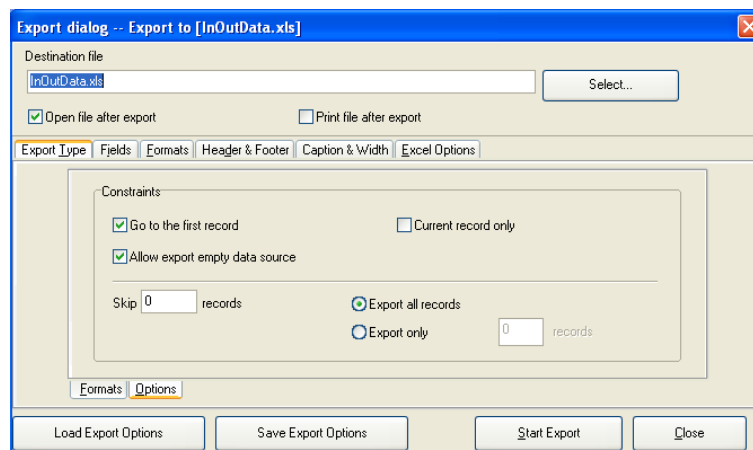 Export dialog -- Export to [InOutData.xls]
Destination file
InOutData.xls
Select...
Open file after export Print file after export
Export Type Fields Formats Header & Footer Caption & Width Excel Options
Constraints
Go to the first record Current record only
Allow export empty data source
Skip 0 records Export all records
Export only 0 records
Formats Options
Load Export Options Save Export Options Start Export Close